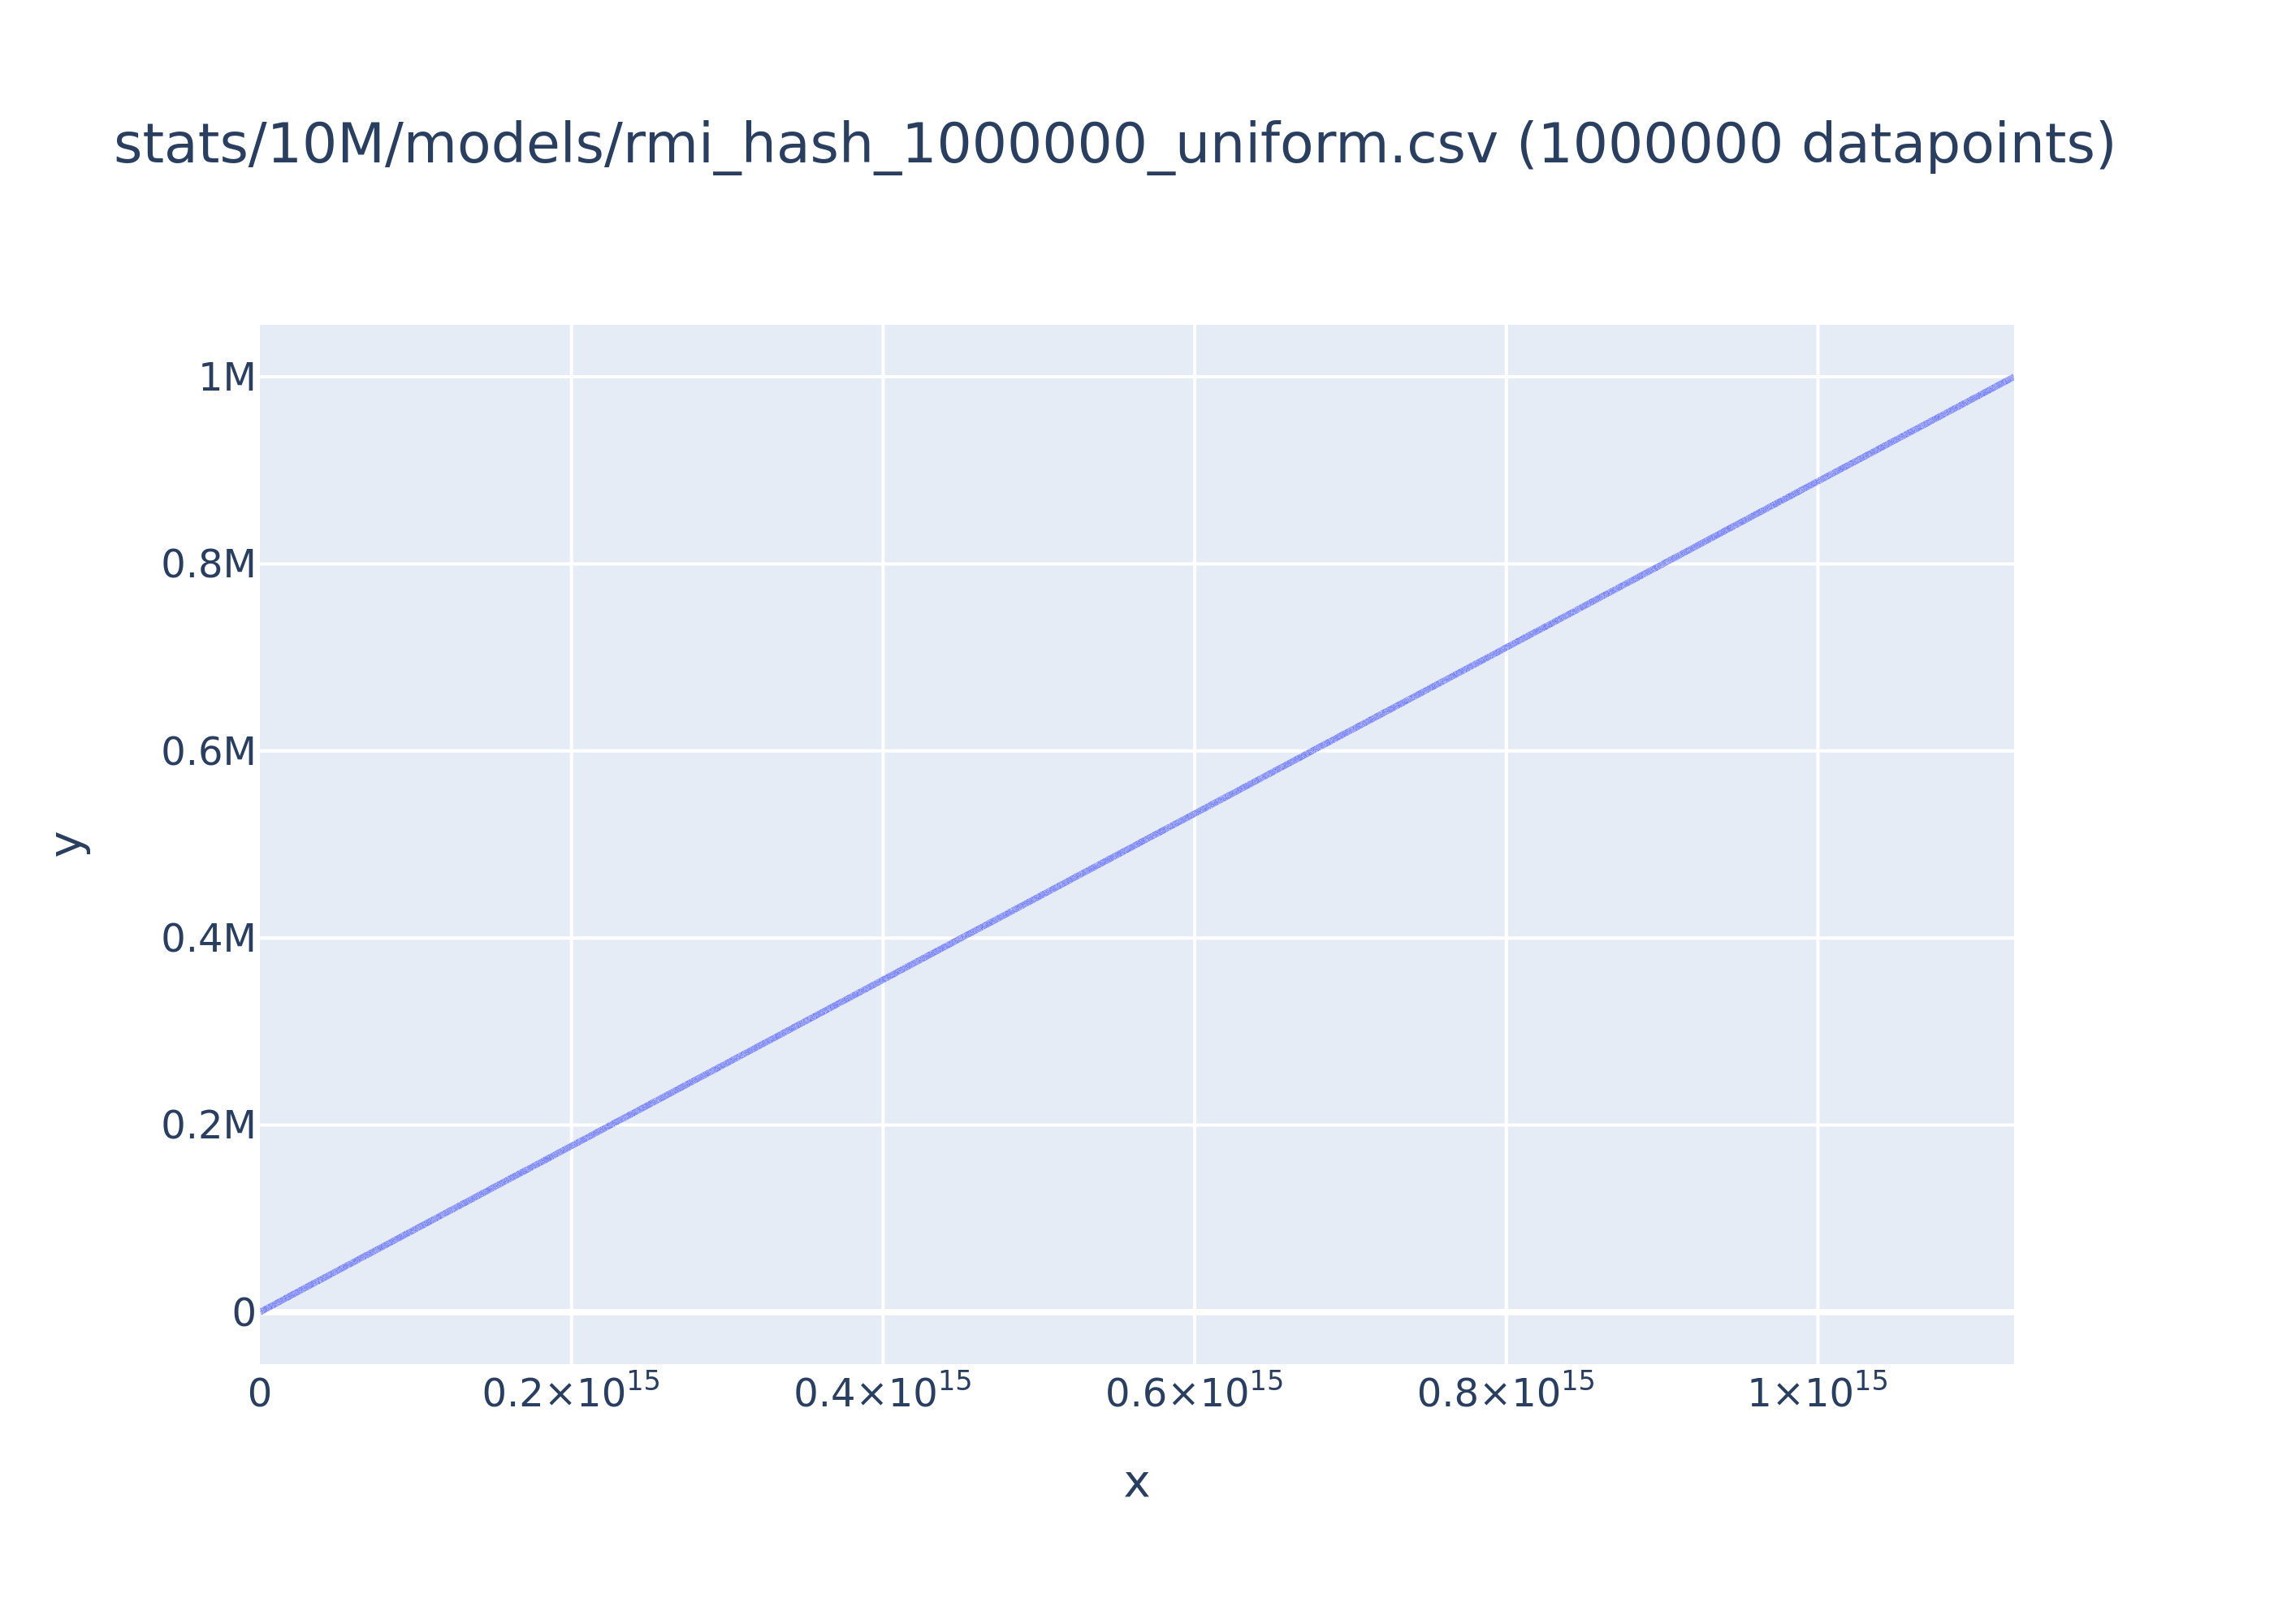 stats/10M/models/rmi_hash_1000000_uniform.csv (1000000 datapoints)
1M
0.8M
0.6M
y
0.4M
0.2M
0
0 0.2×10¹⁵ 0.4×10¹⁵ 0.6×10¹⁵ 0.8×10¹⁵ 1×10¹⁵
x